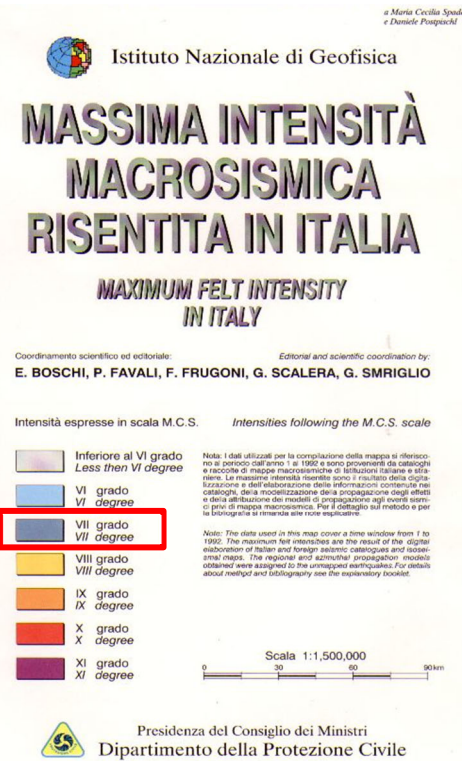 a Maria Cecilia Spad
e Daniele Postpischl
Istituto Nazionale di Geofisica
MASSIMA INTENSITÀ
MACROSISMICA
RISENTITA IN ITALIA
MAXIMUM FELT INTENSITY
IN ITALY
Coordinamento scientifico ed editoriale:
Editorial and scientific coordination by:
E. BOSCHI, P. FAVALI, F. FRUGONI, G. SCALERA, G. SMRIGLIO
Intensità espresse in scala M.C.S.
Intensities following the M.C.S. scale
Inferiore al VI grado
Less then VI degree
VI grado
VI degree
VII grado
VII degree
VIII grado
VIII degree
IX grado
IX degree
X grado
X degree
XI grado
XI degree
Nota: I dati utilizzati per la compilazione della mappa si riferisco-
no al periodo dall'anno 1 al 1992 e sono provenienti da cataloghi
e raccolte di mappe macrosismiche di Istituzioni italiane e stra-
niere. Le massime intensità risentite sono il risultato della digita-
lizzazione e dell'elaborazione delle informazioni contenute nei
cataloghi, della modellizzazione della propagazione degli effetti
e della attribuzione dei modelli di propagazione agli eventi sismi-
ci privi di mappa macrosismica. Per il dettaglio sul metodo e per
la bibliografia si rimanda alle note esplicative.
Note: The data used in this map cover a time window from 1 to
1992. The maximum felt intensities are the result of the digital
elaboration of Italian and foreign seismic catalogues and isoseis-
mal maps. The regional and azimuthal propagation models
obtained were assigned to the unmapped earthquakes. For details
about methpd and bibliography see the explanatory booklet.
Scala 1:1,500,000
0 30 60 90 km
Presidenza del Consiglio dei Ministri
Dipartimento della Protezione Civile